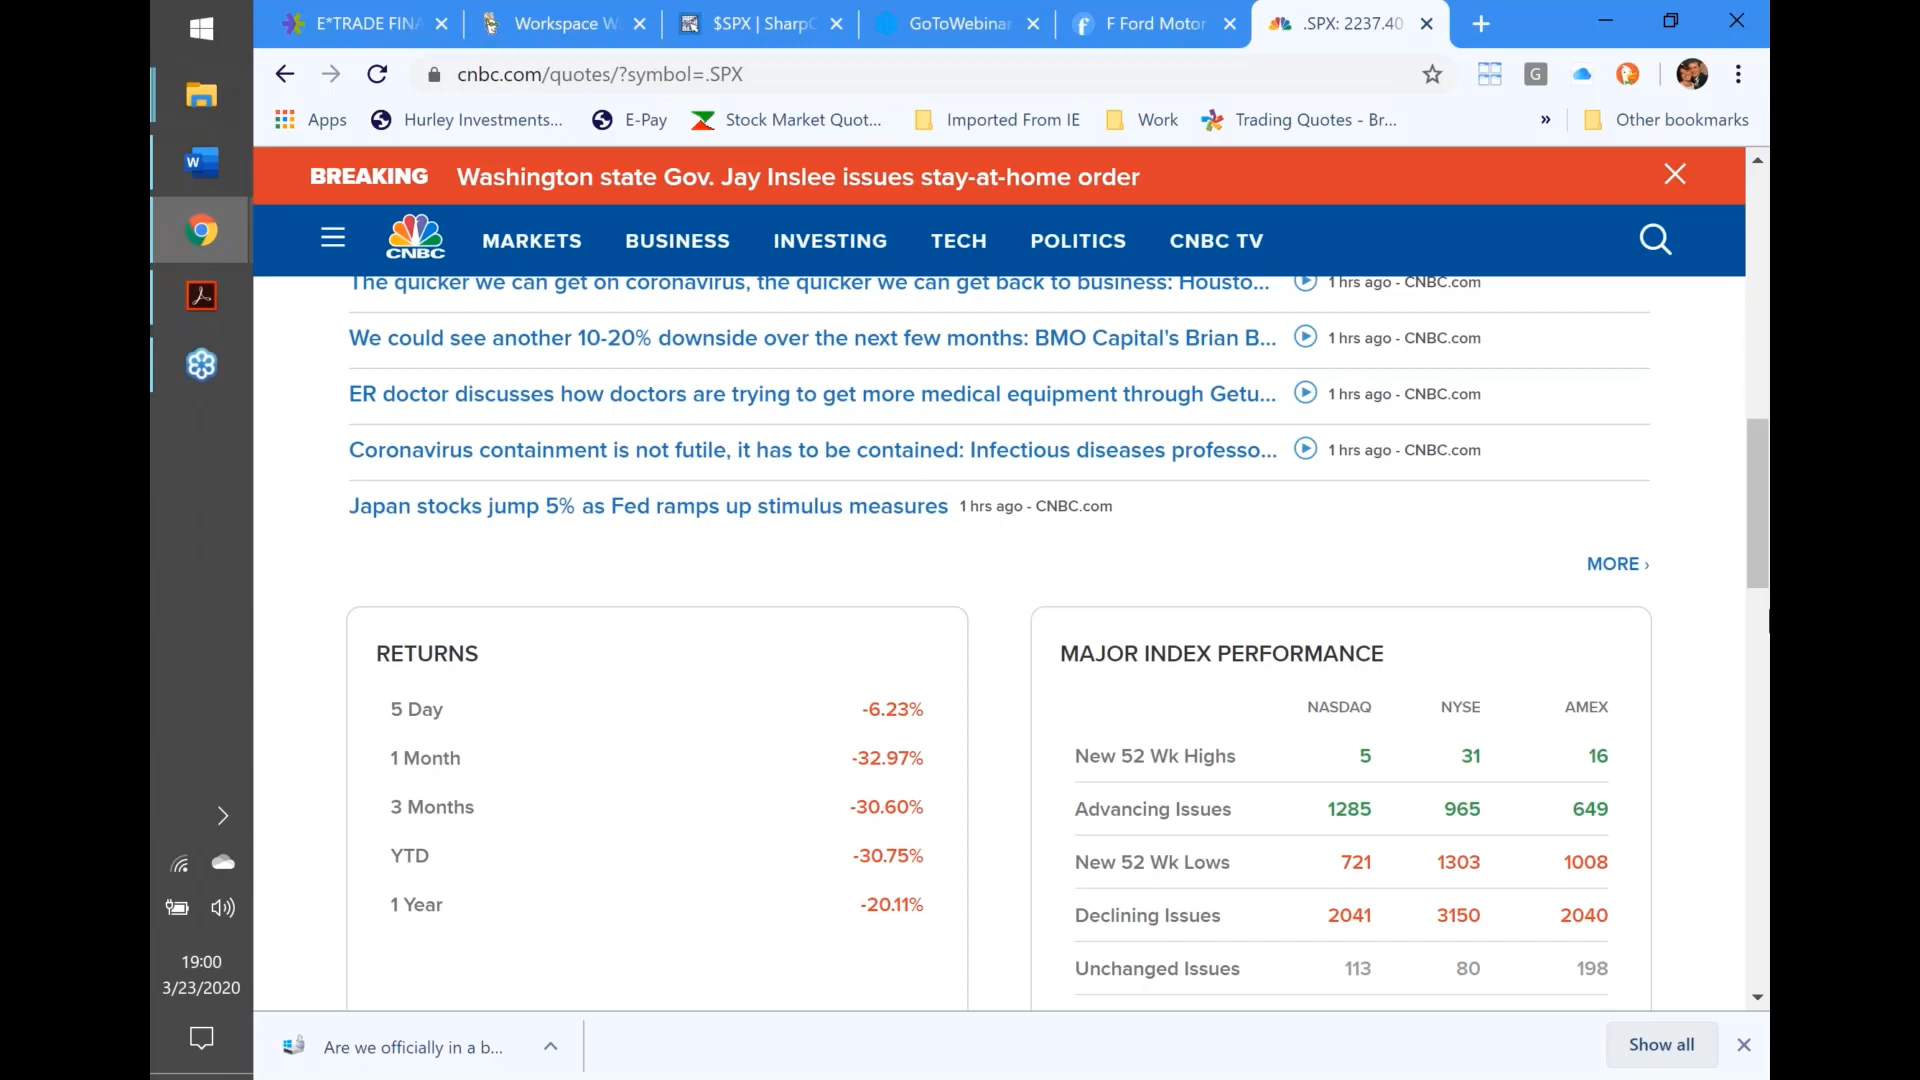 E*TRADE FINA
Workspace W
$SPX | SharpC
GoToWebina
F Ford Motor
.SPX: 2237.40
cnbc.com/quotes/?symbol=.SPX
G
Apps
Hurley Investments...
E-Pay
Stock Market Quot...
Imported From IE
Work
Trading Quotes - Br...
»
Other bookmarks
BREAKING Washington state Gov. Jay Inslee issues stay-at-home order
CNBC
MARKETS BUSINESS INVESTING TECH POLITICS CNBC TV
The quicker we can get on coronavirus, the quicker we can get back to business: Housto... 1 hrs ago - CNBC.com
We could see another 10-20% downside over the next few months: BMO Capital's Brian B... 1 hrs ago - CNBC.com
ER doctor discusses how doctors are trying to get more medical equipment through Getu... 1 hrs ago - CNBC.com
Coronavirus containment is not futile, it has to be contained: Infectious diseases professo... 1 hrs ago - CNBC.com
Japan stocks jump 5% as Fed ramps up stimulus measures 1 hrs ago - CNBC.com
MORE ›
RETURNS
5 Day -6.23%
1 Month -32.97%
3 Months -30.60%
YTD -30.75%
1 Year -20.11%
MAJOR INDEX PERFORMANCE
NASDAQ NYSE AMEX
New 52 Wk Highs 5 31 16
Advancing Issues 1285 965 649
New 52 Wk Lows 721 1303 1008
Declining Issues 2041 3150 2040
Unchanged Issues 113 80 198
W
19:00
3/23/2020
Are we officially in a b...
Show all